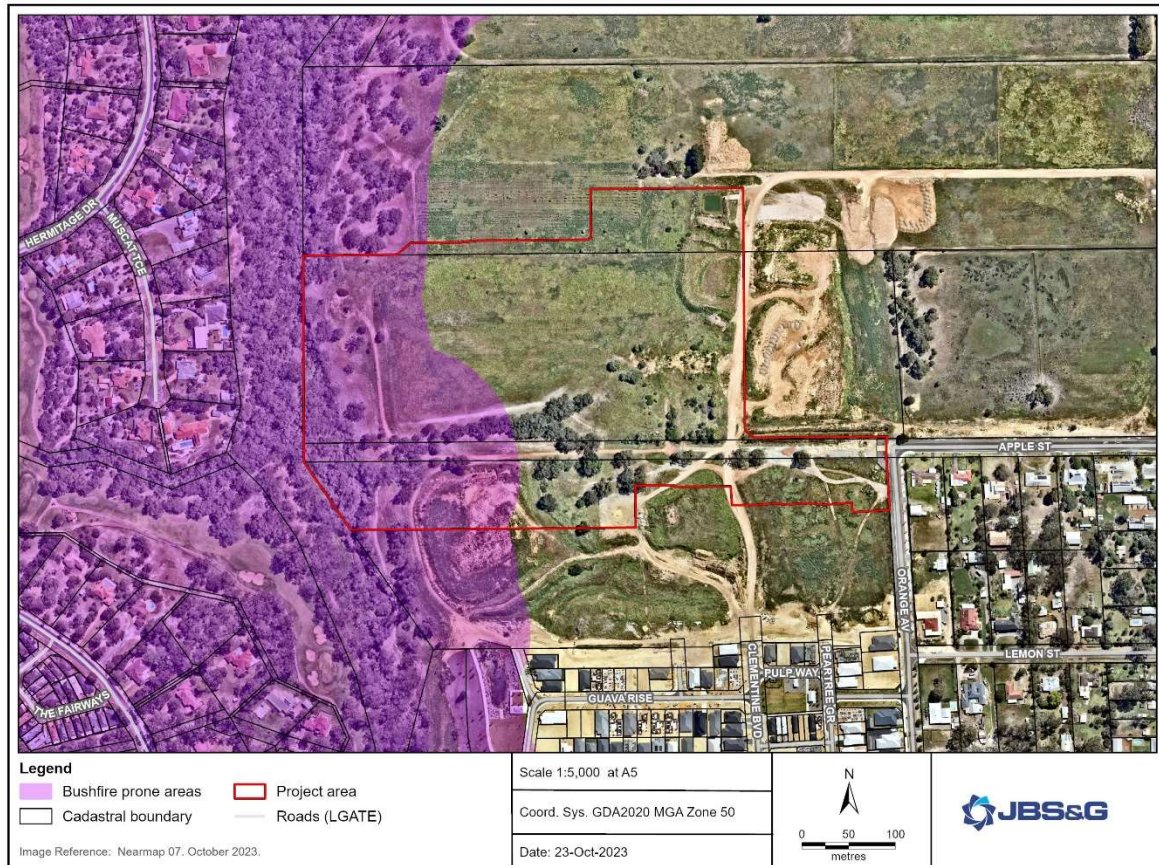 HERMITAGE DR
MUSCAT TCE
APPLE ST
ORANGE AV
LEMON ST
CLEMENTINE BVD
PULP WAY
PEARTREE GR
GUAVA RISE
THE FAIRWAYS
Legend
Bushfire prone areas
Project area
Cadastral boundary
Roads (LGATE)
Image Reference: Nearmap 07. October 2023.
Scale 1:5,000 at A5
Coord. Sys. GDA2020 MGA Zone 50
Date: 23-Oct-2023
N
0 50 100
metres
JBS&G